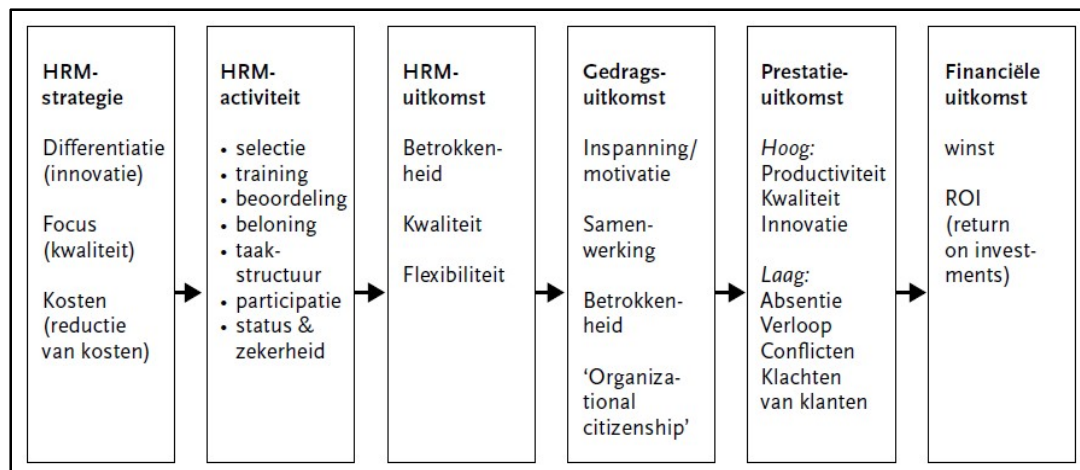 HRM-
strategie
Differentiatie
(innovatie)
Focus
(kwaliteit)
Kosten
(reductie
van kosten)
HRM-
activiteit
• selectie
• training
• beoordeling
• beloning
• taak-
structuur
• participatie
• status &
zekerheid
HRM-
uitkomst
Betrokken-
heid
Kwaliteit
Flexibiliteit
Gedrags-
uitkomst
Inspanning/
motivatie
Samen-
werking
Betrokken-
heid
‘Organiza-
tional
citizenship’
Prestatie-
uitkomst
Hoog:
Productiviteit
Kwaliteit
Innovatie
Laag:
Absentie
Verloop
Conflicten
Klachten
van klanten
Financiële
uitkomst
winst
ROI
(return
on invest-
ments)